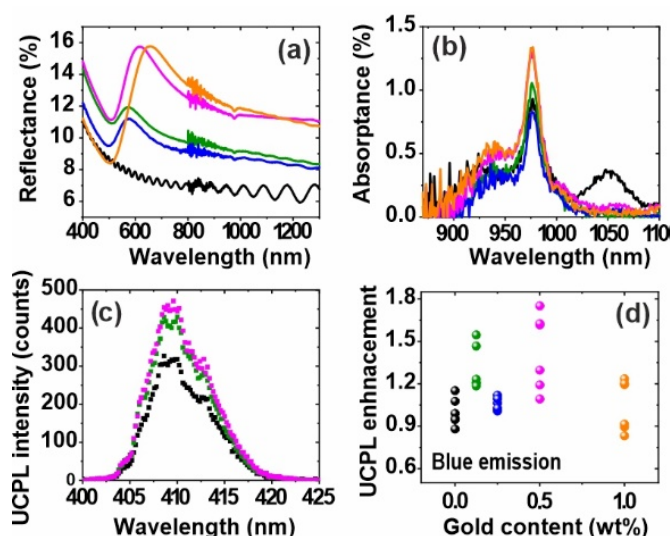 (a)
Reflectance (%)
16
14
12
10
8
6
400 600 800 1000 1200
Wavelength (nm)
(b)
Absorptance (%)
1.5
1.0
0.5
0.0
900 950 1000 1050
Wavelength (nm)
(c)
UCPL intensity (counts)
500
400
300
200
100
0
400 405 410 415 420 425
Wavelength (nm)
(d)
UCPL enhnacement
1.8
1.5
1.2
0.9
0.6
Blue emission
0.0 0.5 1.0
Gold content (wt%)